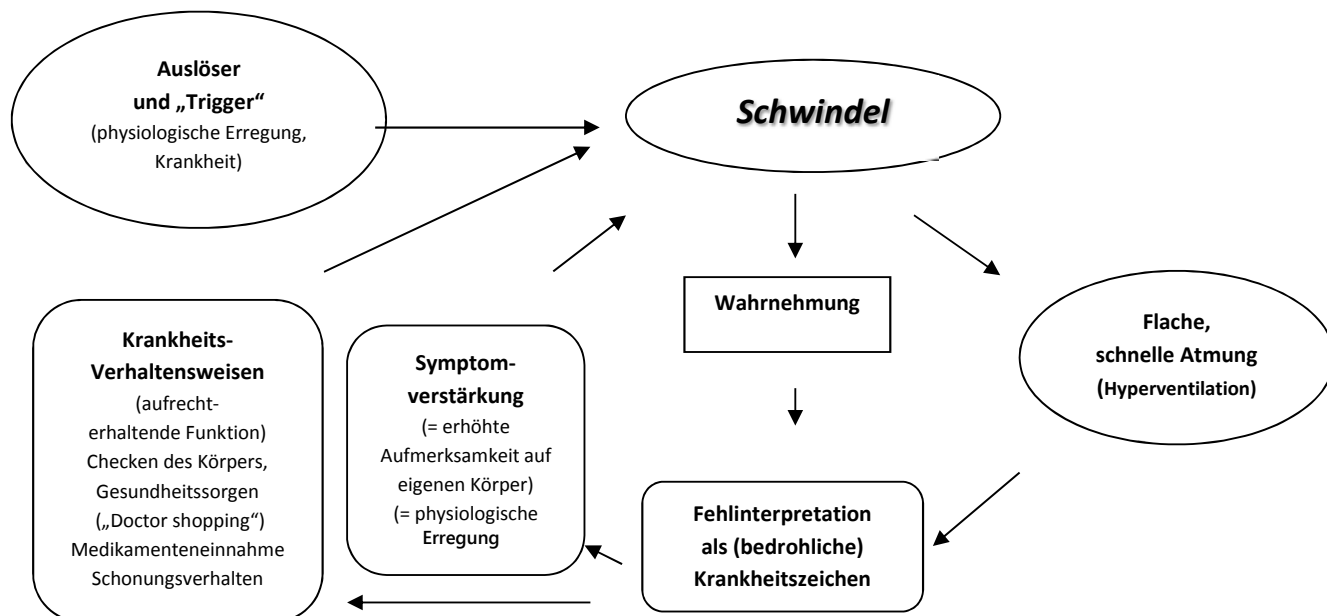 Auslöser
und „Trigger“
(physiologische Erregung,
Krankheit)
Schwindel
Wahrnehmung
Flache,
schnelle Atmung
(Hyperventilation)
Krankheits-
Verhaltensweisen
(aufrecht-
erhaltende Funktion)
Checken des Körpers,
Gesundheitssorgen
(„Doctor shopping“)
Medikamenteneinnahme
Schonungsverhalten
Symptom-
verstärkung
(= erhöhte
Aufmerksamkeit auf
eigenen Körper)
(= physiologische
Erregung
Fehlinterpretation
als (bedrohliche)
Krankheitszeichen